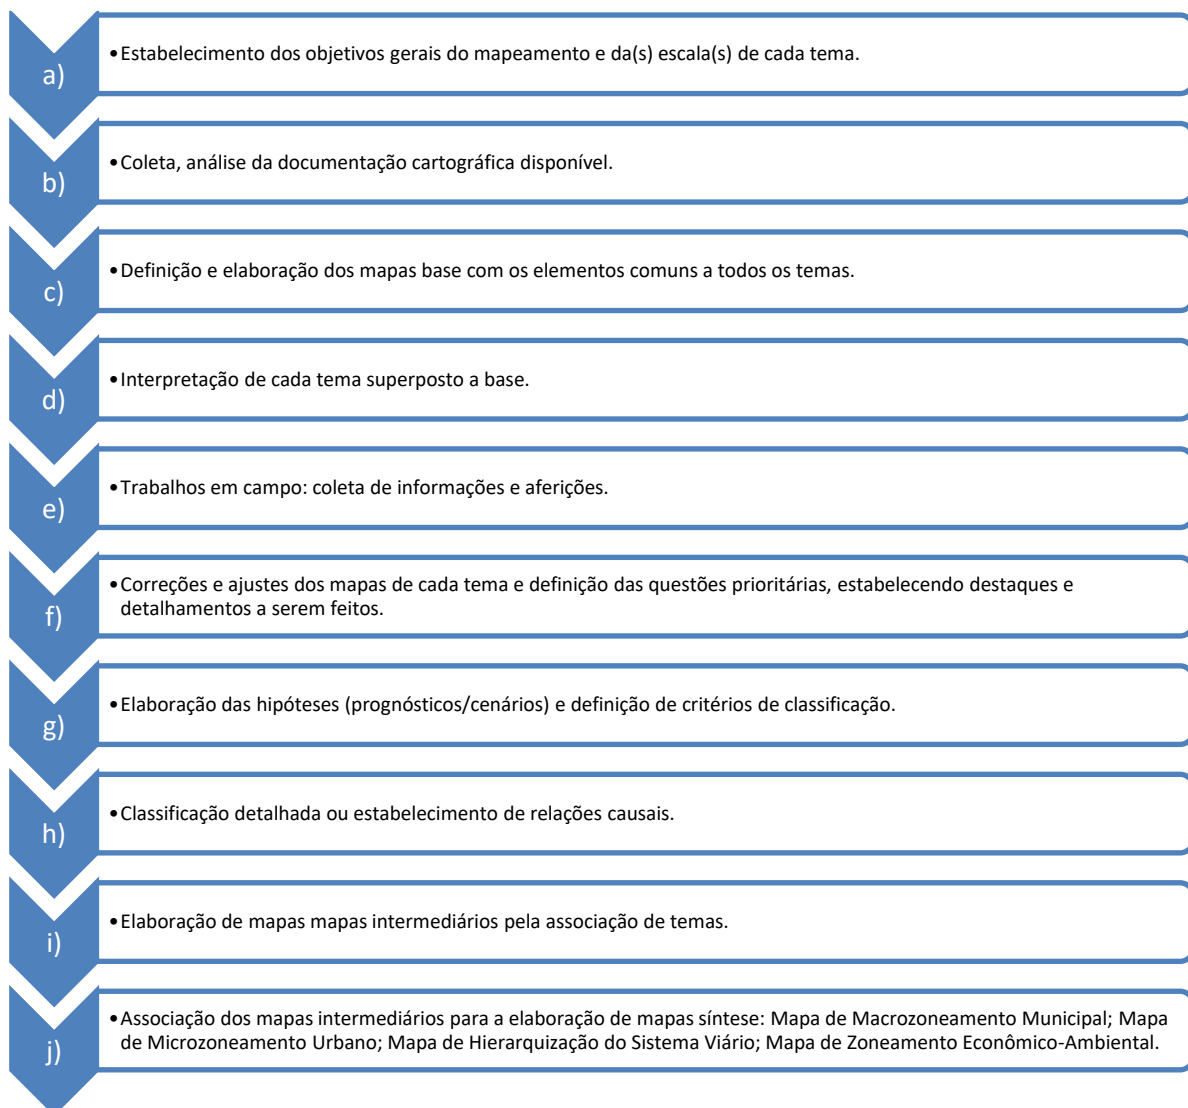 a)
•Estabelecimento dos objetivos gerais do mapeamento e da(s) escala(s) de cada tema.
b)
•Coleta, análise da documentação cartográfica disponível.
c)
•Definição e elaboração dos mapas base com os elementos comuns a todos os temas.
d)
•Interpretação de cada tema superposto a base.
e)
•Trabalhos em campo: coleta de informações e aferições.
f)
•Correções e ajustes dos mapas de cada tema e definição das questões prioritárias, estabelecendo destaques e
detalhamentos a serem feitos.
g)
•Elaboração das hipóteses (prognósticos/cenários) e definição de critérios de classificação.
h)
•Classificação detalhada ou estabelecimento de relações causais.
i)
•Elaboração de mapas mapas intermediários pela associação de temas.
j)
•Associação dos mapas intermediários para a elaboração de mapas síntese: Mapa de Macrozoneamento Municipal; Mapa
de Microzoneamento Urbano; Mapa de Hierarquização do Sistema Viário; Mapa de Zoneamento Econômico-Ambiental.